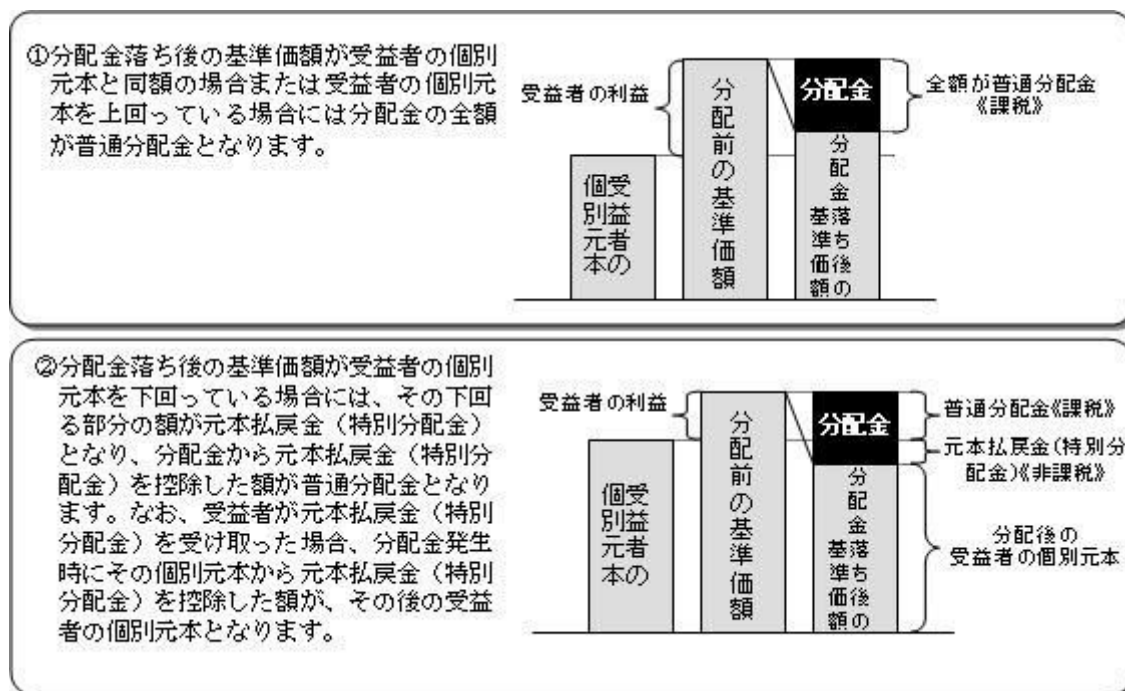 ①分配金落ち後の基準価額が受益者の個別
元本と同額の場合または受益者の個別元
本を上回っている場合には分配金の全額
が普通分配金となります。
受益者の利益
受益者の
個別元本
分配前の基準価額
分配金
分配金落ち後の
基準価額
全額が普通分配金
《課税》
②分配金落ち後の基準価額が受益者の個別
元本を下回っている場合には、その下回
る部分の額が元本払戻金（特別分配金）
となり、分配金から元本払戻金（特別分
配金）を控除した額が普通分配金となり
ます。なお、受益者が元本払戻金（特別
分配金）を受け取った場合、分配金発生
時にその個別元本から元本払戻金（特別
分配金）を控除した額が、その後の受益
者の個別元本となります。
受益者の利益
受益者の
個別元本
分配前の基準価額
分配金
分配金落ち後の
基準価額
普通分配金《課税》
元本払戻金(特別分
配金)《非課税》
分配後の
受益者の個別元本